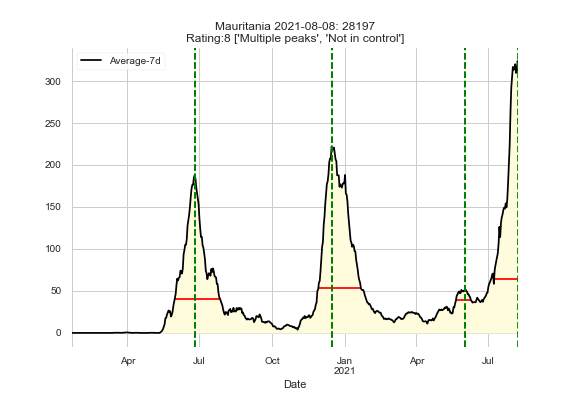 Mauritania 2021-08-08: 28197
Rating:8 ['Multiple peaks', 'Not in control']
Average-7d
300
250
200
150
100
50
0
Apr Jul Oct Jan Apr Jul
2021
Date